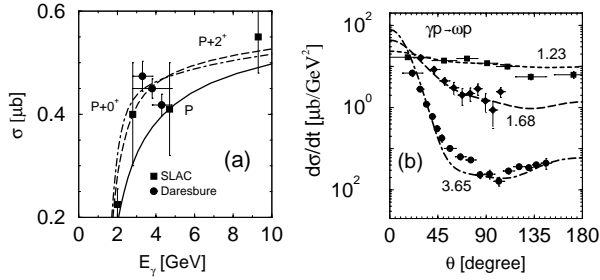 0.6
0.4
0.2
σ [μb]
P+2⁺
P+0⁺
P
(a)
SLAC
Daresbure
0 2 4 6 8 10
E_γ [GeV]
γp→ωp
dσ/dt [μb/GeV²]
10²
10⁰
10²
1.23
1.68
3.65
(b)
0 45 90 135 180
θ [degree]